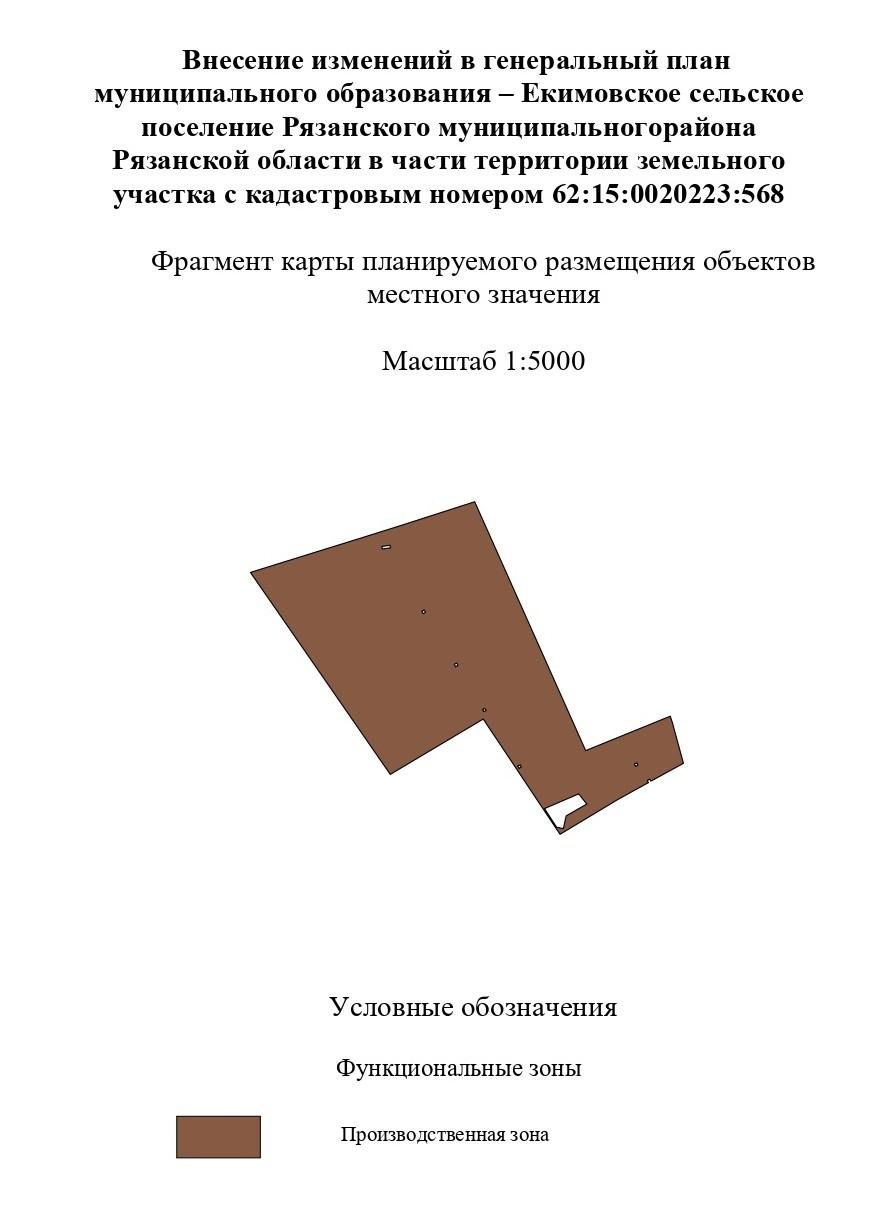 Внесение изменений в генеральный план
муниципального образования – Екимовское сельское
поселение Рязанского муниципальногорайона
Рязанской области в части территории земельного
участка с кадастровым номером 62:15:0020223:568
Фрагмент карты планируемого размещения объектов
местного значения
Масштаб 1:5000
Условные обозначения
Функциональные зоны
Производственная зона